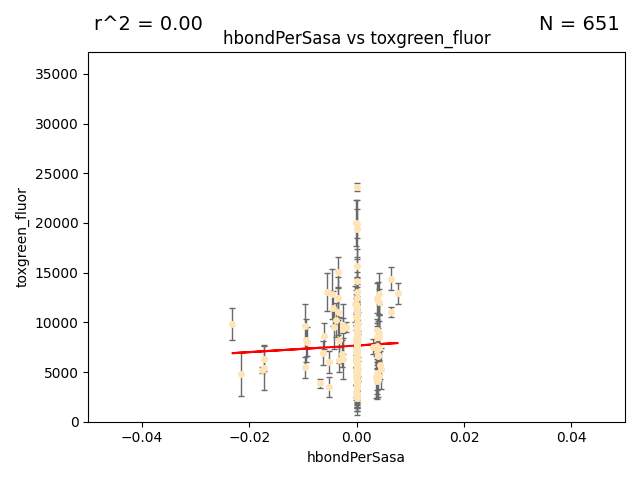 r^2 = 0.00
N = 651
hbondPerSasa vs toxgreen_fluor
35000
30000
25000
20000
15000
10000
5000
0
toxgreen_fluor
−0.04
−0.02
0.00
0.02
0.04
hbondPerSasa